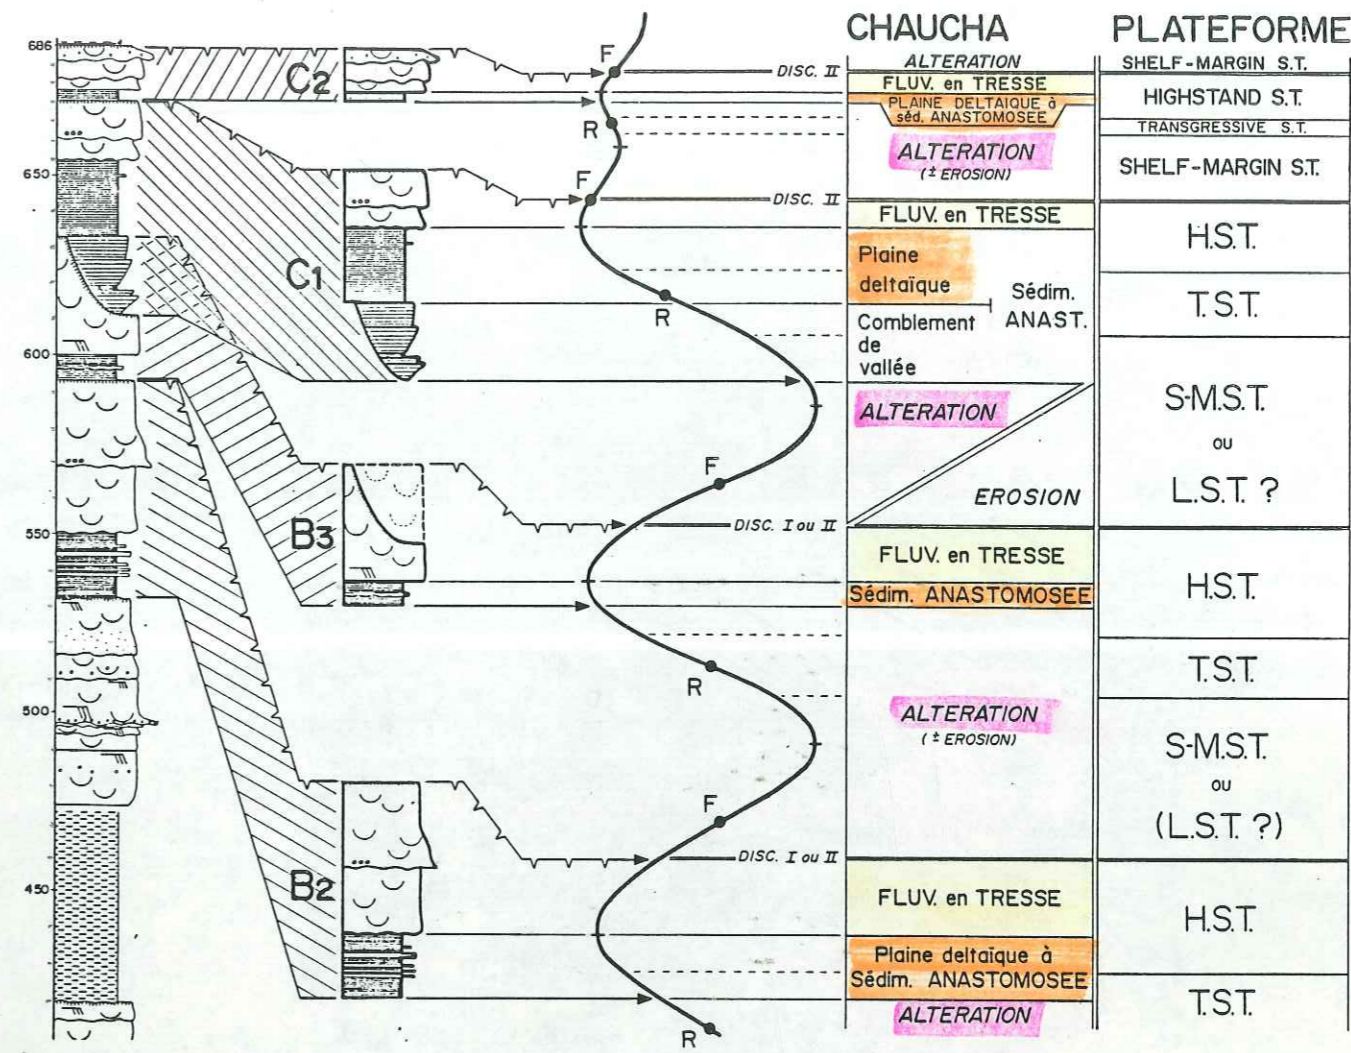 CHAUCHA
PLATEFORME
686
650
600
550
500
450
C2
C1
B3
B2
F
R
F
R
F
R
F
R
DISC. II
DISC. II
DISC. I ou II
DISC. I ou II
ALTERATION
FLUV. en TRESSE
PLAINE DELTAIQUE à
séd. ANASTOMOSEE
ALTERATION
(± EROSION)
FLUV. en TRESSE
Plaine
deltaïque
Sédim.
ANAST.
Comblement
de
vallée
ALTERATION
EROSION
FLUV. en TRESSE
Sédim. ANASTOMOSEE
ALTERATION
(± EROSION)
FLUV. en TRESSE
Plaine deltaique à
Sédim. ANASTOMOSEE
ALTERATION
SHELF-MARGIN S.T.
HIGHSTAND S.T.
TRANSGRESSIVE S.T.
SHELF-MARGIN S.T.
H.S.T.
T.S.T.
S-M.S.T.
ou
L.S.T. ?
H.S.T.
T.S.T.
S-M.S.T.
ou
(L.S.T. ?)
H.S.T.
T.S.T.